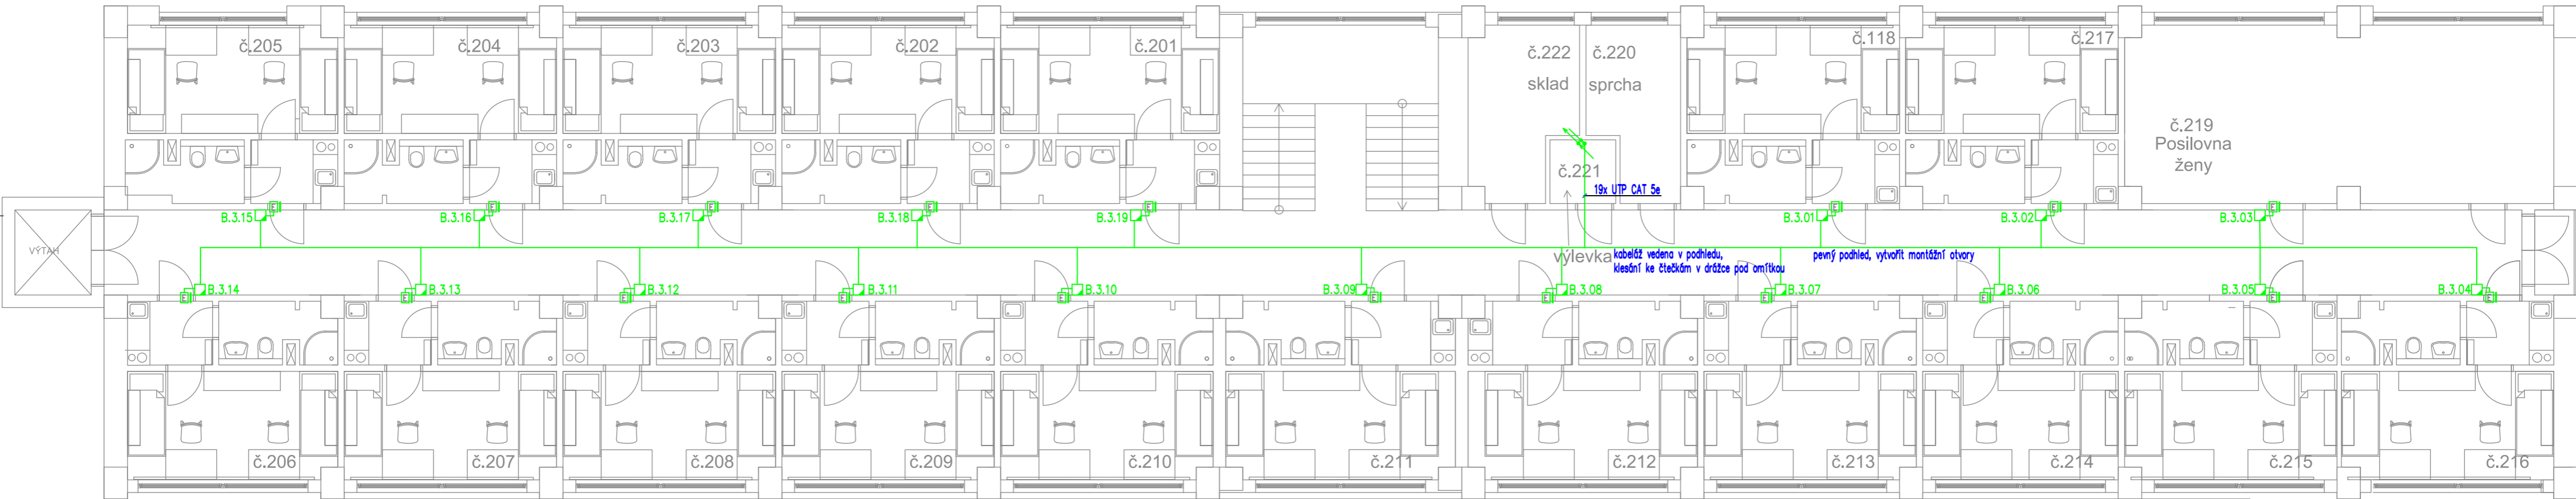 č.205
č.204
č.203
č.202
č.201
č.222
sklad
č.220
sprcha
č.118
č.217
č.219
Posilovna
ženy
č.221
19x UTP CAT 5e
B.3.15
B.3.16
B.3.17
B.3.18
B.3.19
B.3.01
B.3.02
B.3.03
VÝTAH
výlevka
kabeláž vedena v podhledu,
klesání ke čtečkám v drážce pod omítkou
pevný podhled, vytvořit montážní otvory
B.3.14
B.3.13
B.3.12
B.3.11
B.3.10
B.3.09
B.3.08
B.3.07
B.3.06
B.3.05
B.3.04
č.206
č.207
č.208
č.209
č.210
č.211
č.212
č.213
č.214
č.215
č.216